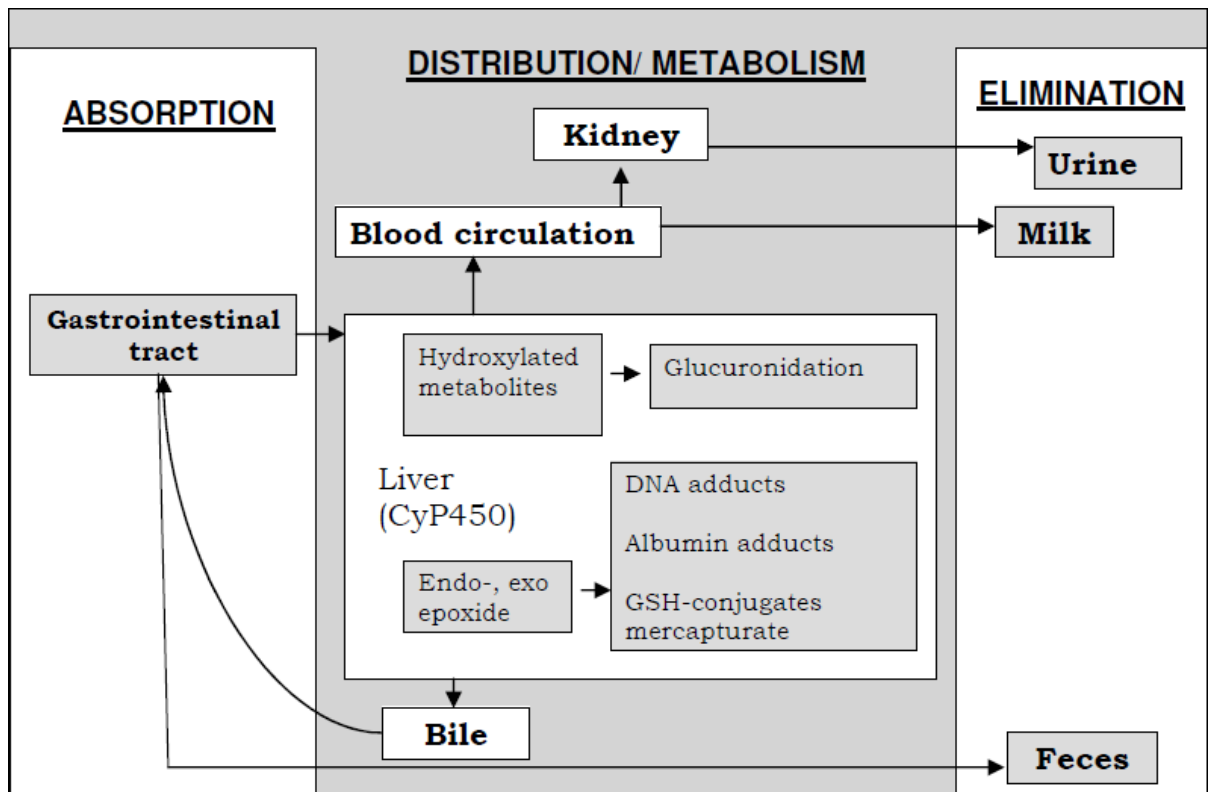 DISTRIBUTION/ METABOLISM
ABSORPTION
ELIMINATION
Kidney
Urine
Blood circulation
Milk
Gastrointestinal
tract
Hydroxylated
metabolites
Glucuronidation
Liver
(CyP450)
DNA adducts
Albumin adducts
GSH-conjugates
mercapturate
Endo-, exo
epoxide
Bile
Feces